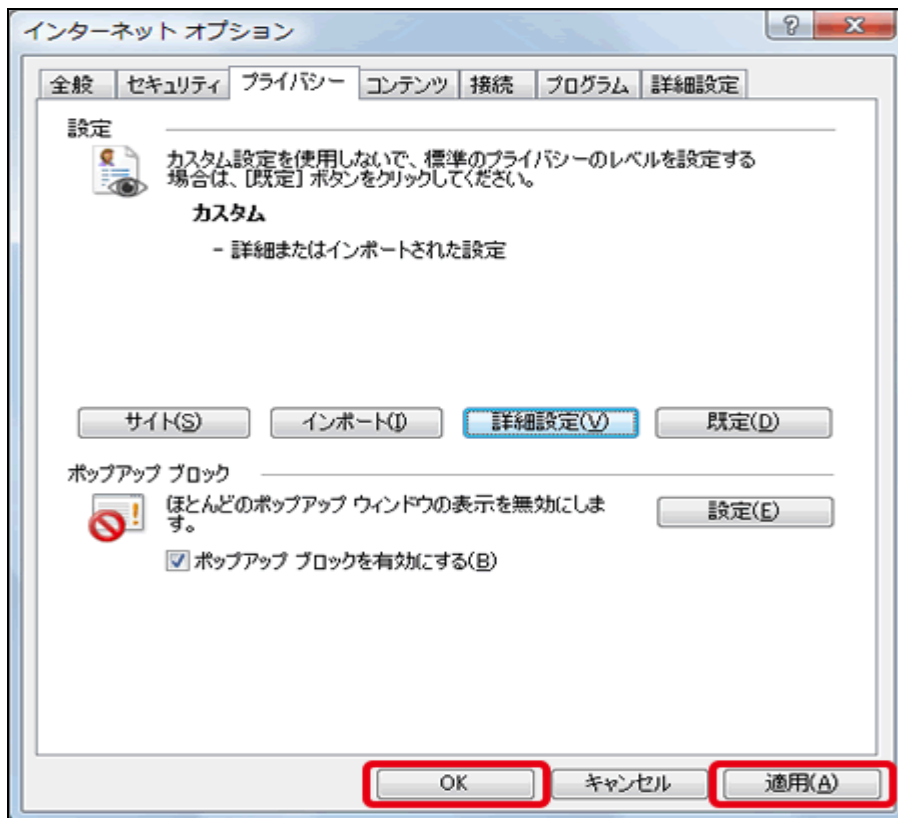 インターネット オプション
全般 セキュリティ プライバシー コンテンツ 接続 プログラム 詳細設定
設定
カスタム設定を使用しないで、標準のプライバシーのレベルを設定する
場合は、[既定] ボタンをクリックしてください。
カスタム
- 詳細またはインポートされた設定
サイト(S) インポート(I) 詳細設定(V) 既定(D)
ポップアップ ブロック
ほとんどのポップアップ ウィンドウの表示を無効にしま
す。
設定(E)
ポップアップ ブロックを有効にする(B)
OK キャンセル 適用(A)